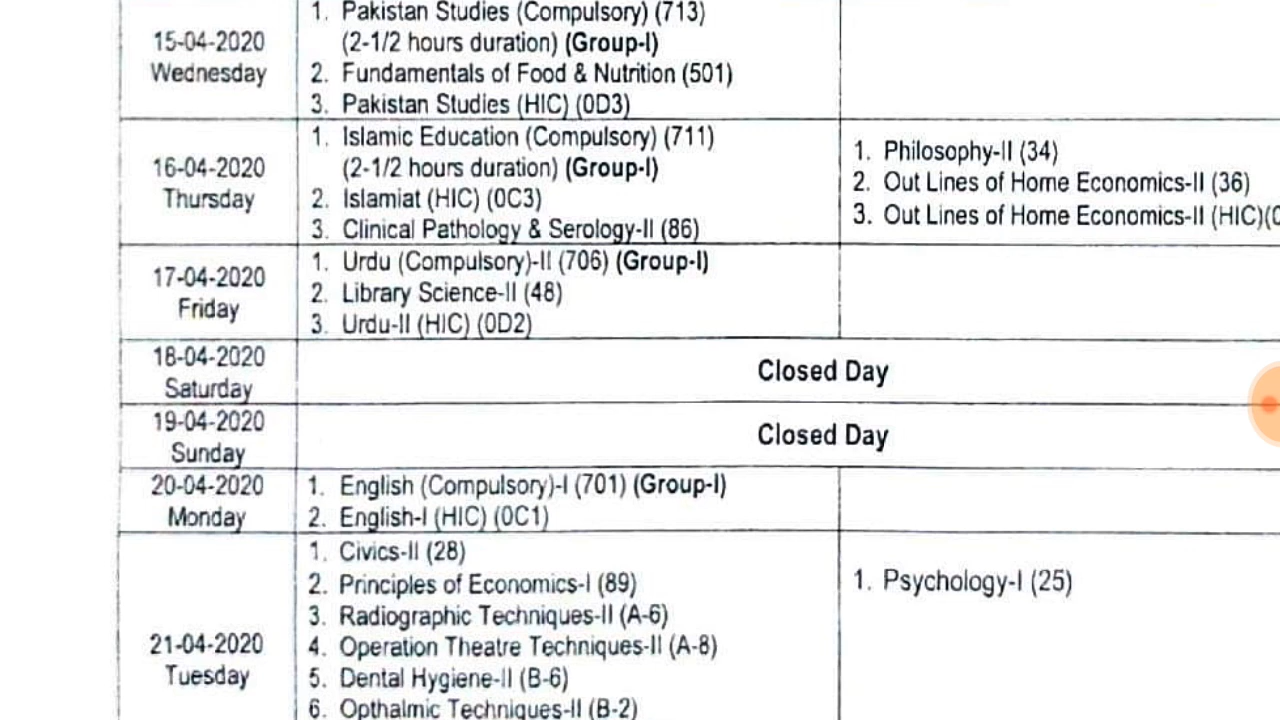 1. Pakistan Studies (Compulsory) (713)
15-04-2020
(2-1/2 hours duration) (Group-I)
Wednesday
2. Fundamentals of Food & Nutrition (501)
3. Pakistan Studies (HIC) (0D3)
16-04-2020
Thursday
1. Islamic Education (Compulsory) (711)
(2-1/2 hours duration) (Group-I)
2. Islamiat (HIC) (0C3)
3. Clinical Pathology & Serology-II (86)
1. Philosophy-II (34)
2. Out Lines of Home Economics-II (36)
3. Out Lines of Home Economics-II (HIC)(
17-04-2020
Friday
1. Urdu (Compulsory)-II (706) (Group-I)
2. Library Science-II (48)
3. Urdu-II (HIC) (0D2)
18-04-2020
Saturday
Closed Day
19-04-2020
Sunday
Closed Day
20-04-2020
Monday
1. English (Compulsory)-I (701) (Group-I)
2. English-I (HIC) (0C1)
21-04-2020
Tuesday
1. Civics-II (28)
2. Principles of Economics-I (89)
3. Radiographic Techniques-II (A-6)
4. Operation Theatre Techniques-II (A-8)
5. Dental Hygiene-II (B-6)
6. Opthalmic Techniques-II (B-2)
1. Psychology-I (25)